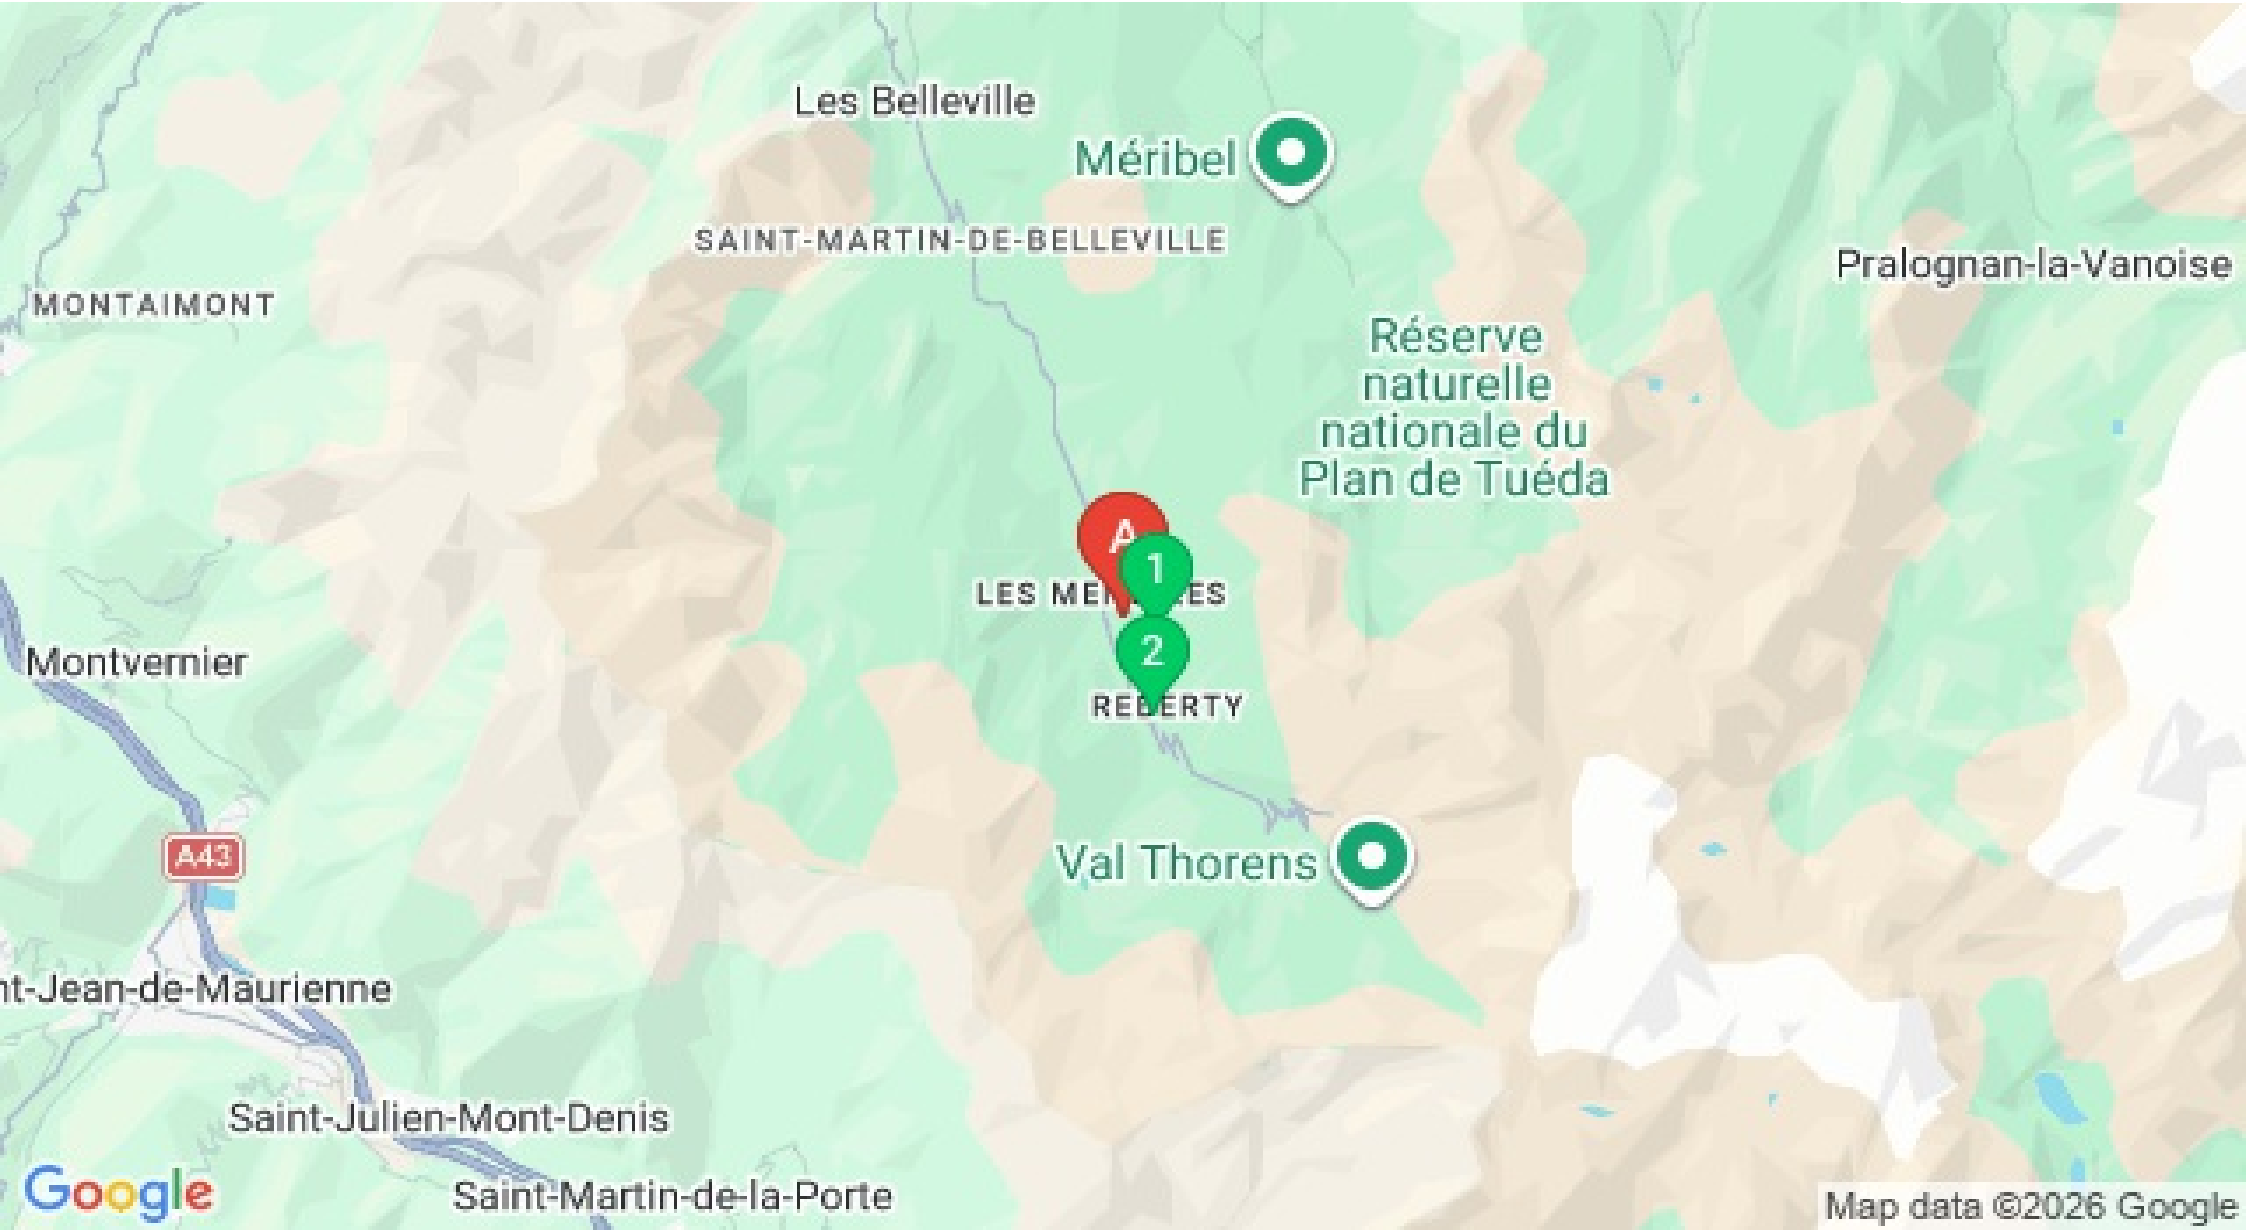 Les Belleville
Méribel
SAINT-MARTIN-DE-BELLEVILLE
Pralognan-la-Vanoise
MONTAIMONT
Réserve
naturelle
nationale du
Plan de Tuéda
A
1
2
Montvernier
Val Thorens
A43
nt-Jean-de-Maurienne
Saint-Julien-Mont-Denis
Saint-Martin-de-la-Porte
Google
Map data ©2026 Google